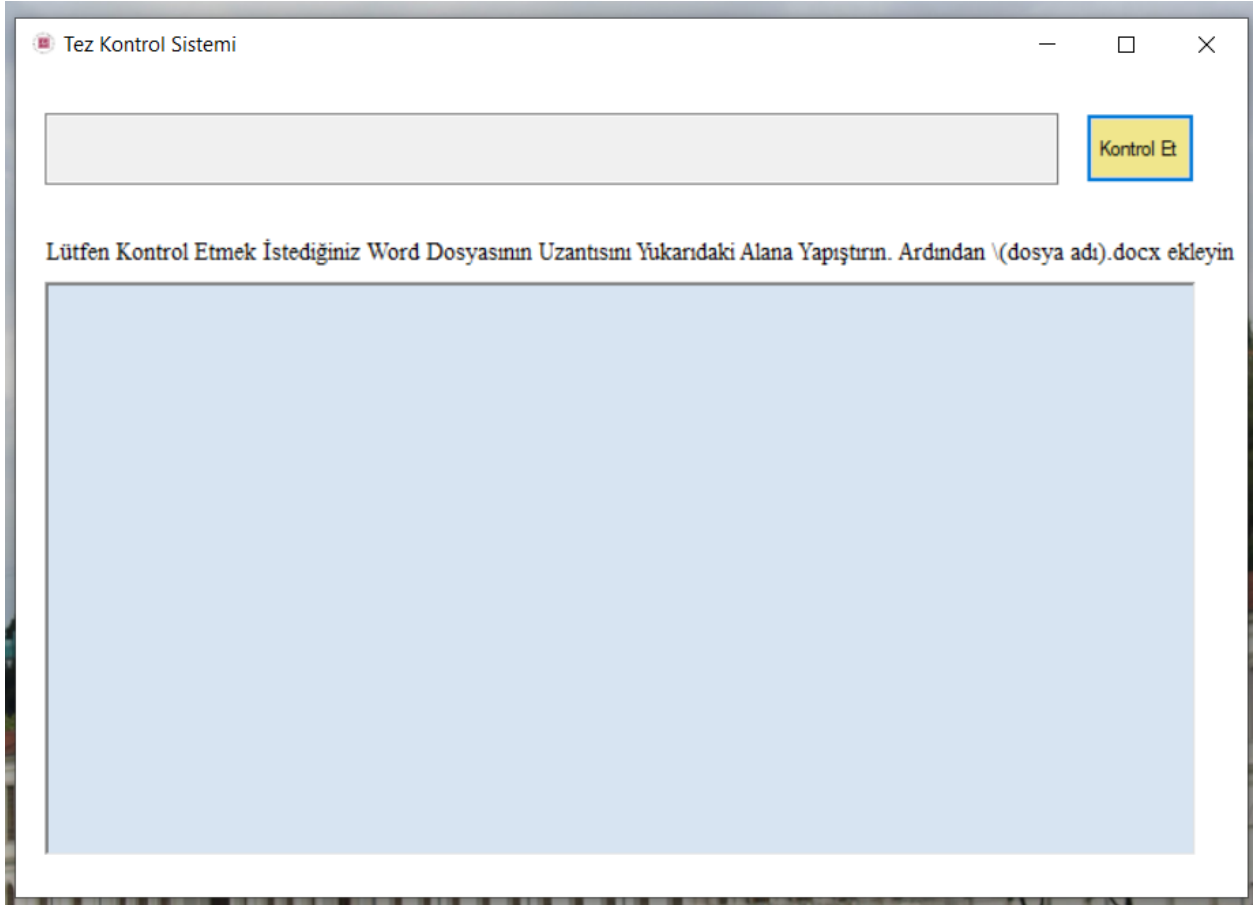 Tez Kontrol Sistemi
Kontrol Et
Lütfen Kontrol Etmek İstediğiniz Word Dosyasının Uzantısını Yukarıdaki Alana Yapıştırın. Ardından \(dosya adı).docx ekleyin